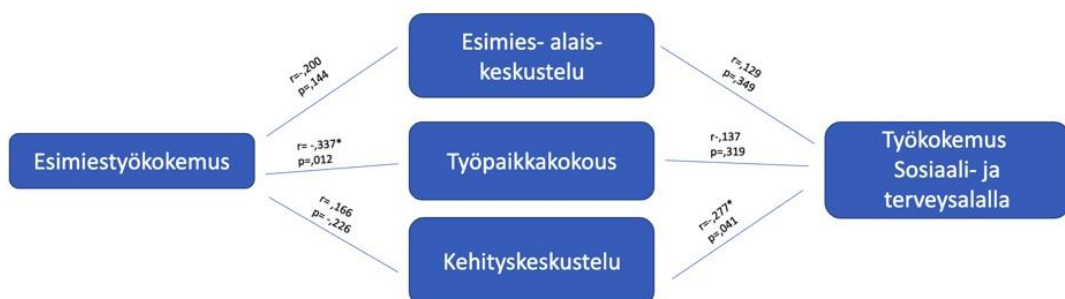 Esimies- alais-
keskustelu
r=-,200
p=,144
r=,129
p=,349
Esimiestyökokemus
r= -,337*
p=,012
Työpaikkakokous
r-,137
p=,319
Työkokemus
Sosiaali- ja
terveysalalla
r= ,166
p= -,226
Kehityskeskustelu
r=-,277*
p=,041